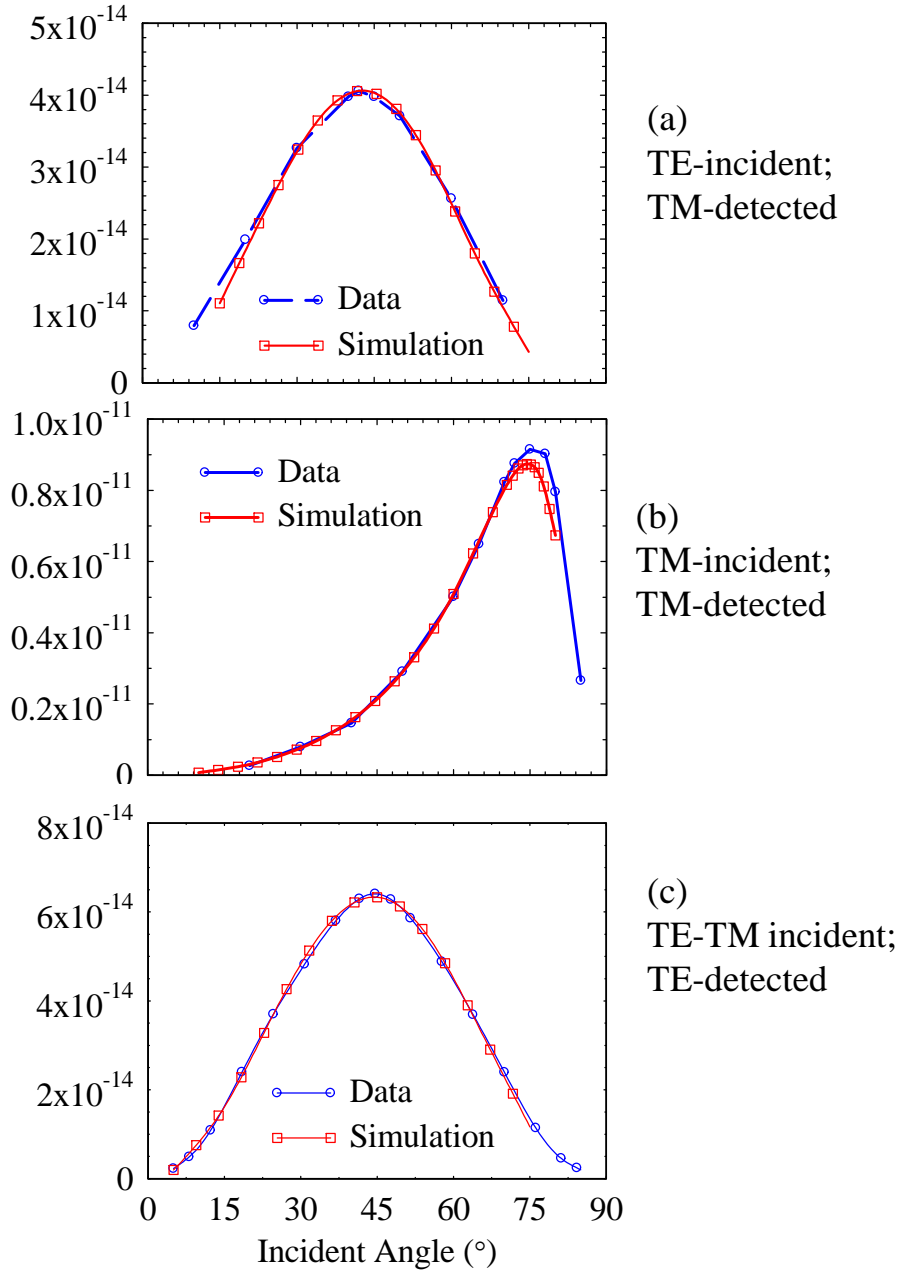 5x10-14
4x10-14
3x10-14
2x10-14
1x10-14
0
Data
Simulation
(a)
TE-incident;
TM-detected
1.0x10-11
0.8x10-11
0.6x10-11
0.4x10-11
0.2x10-11
0
Data
Simulation
(b)
TM-incident;
TM-detected
8x10-14
6x10-14
4x10-14
2x10-14
0
Data
Simulation
(c)
TE-TM incident;
TE-detected
0 15 30 45 60 75 90
Incident Angle (°)